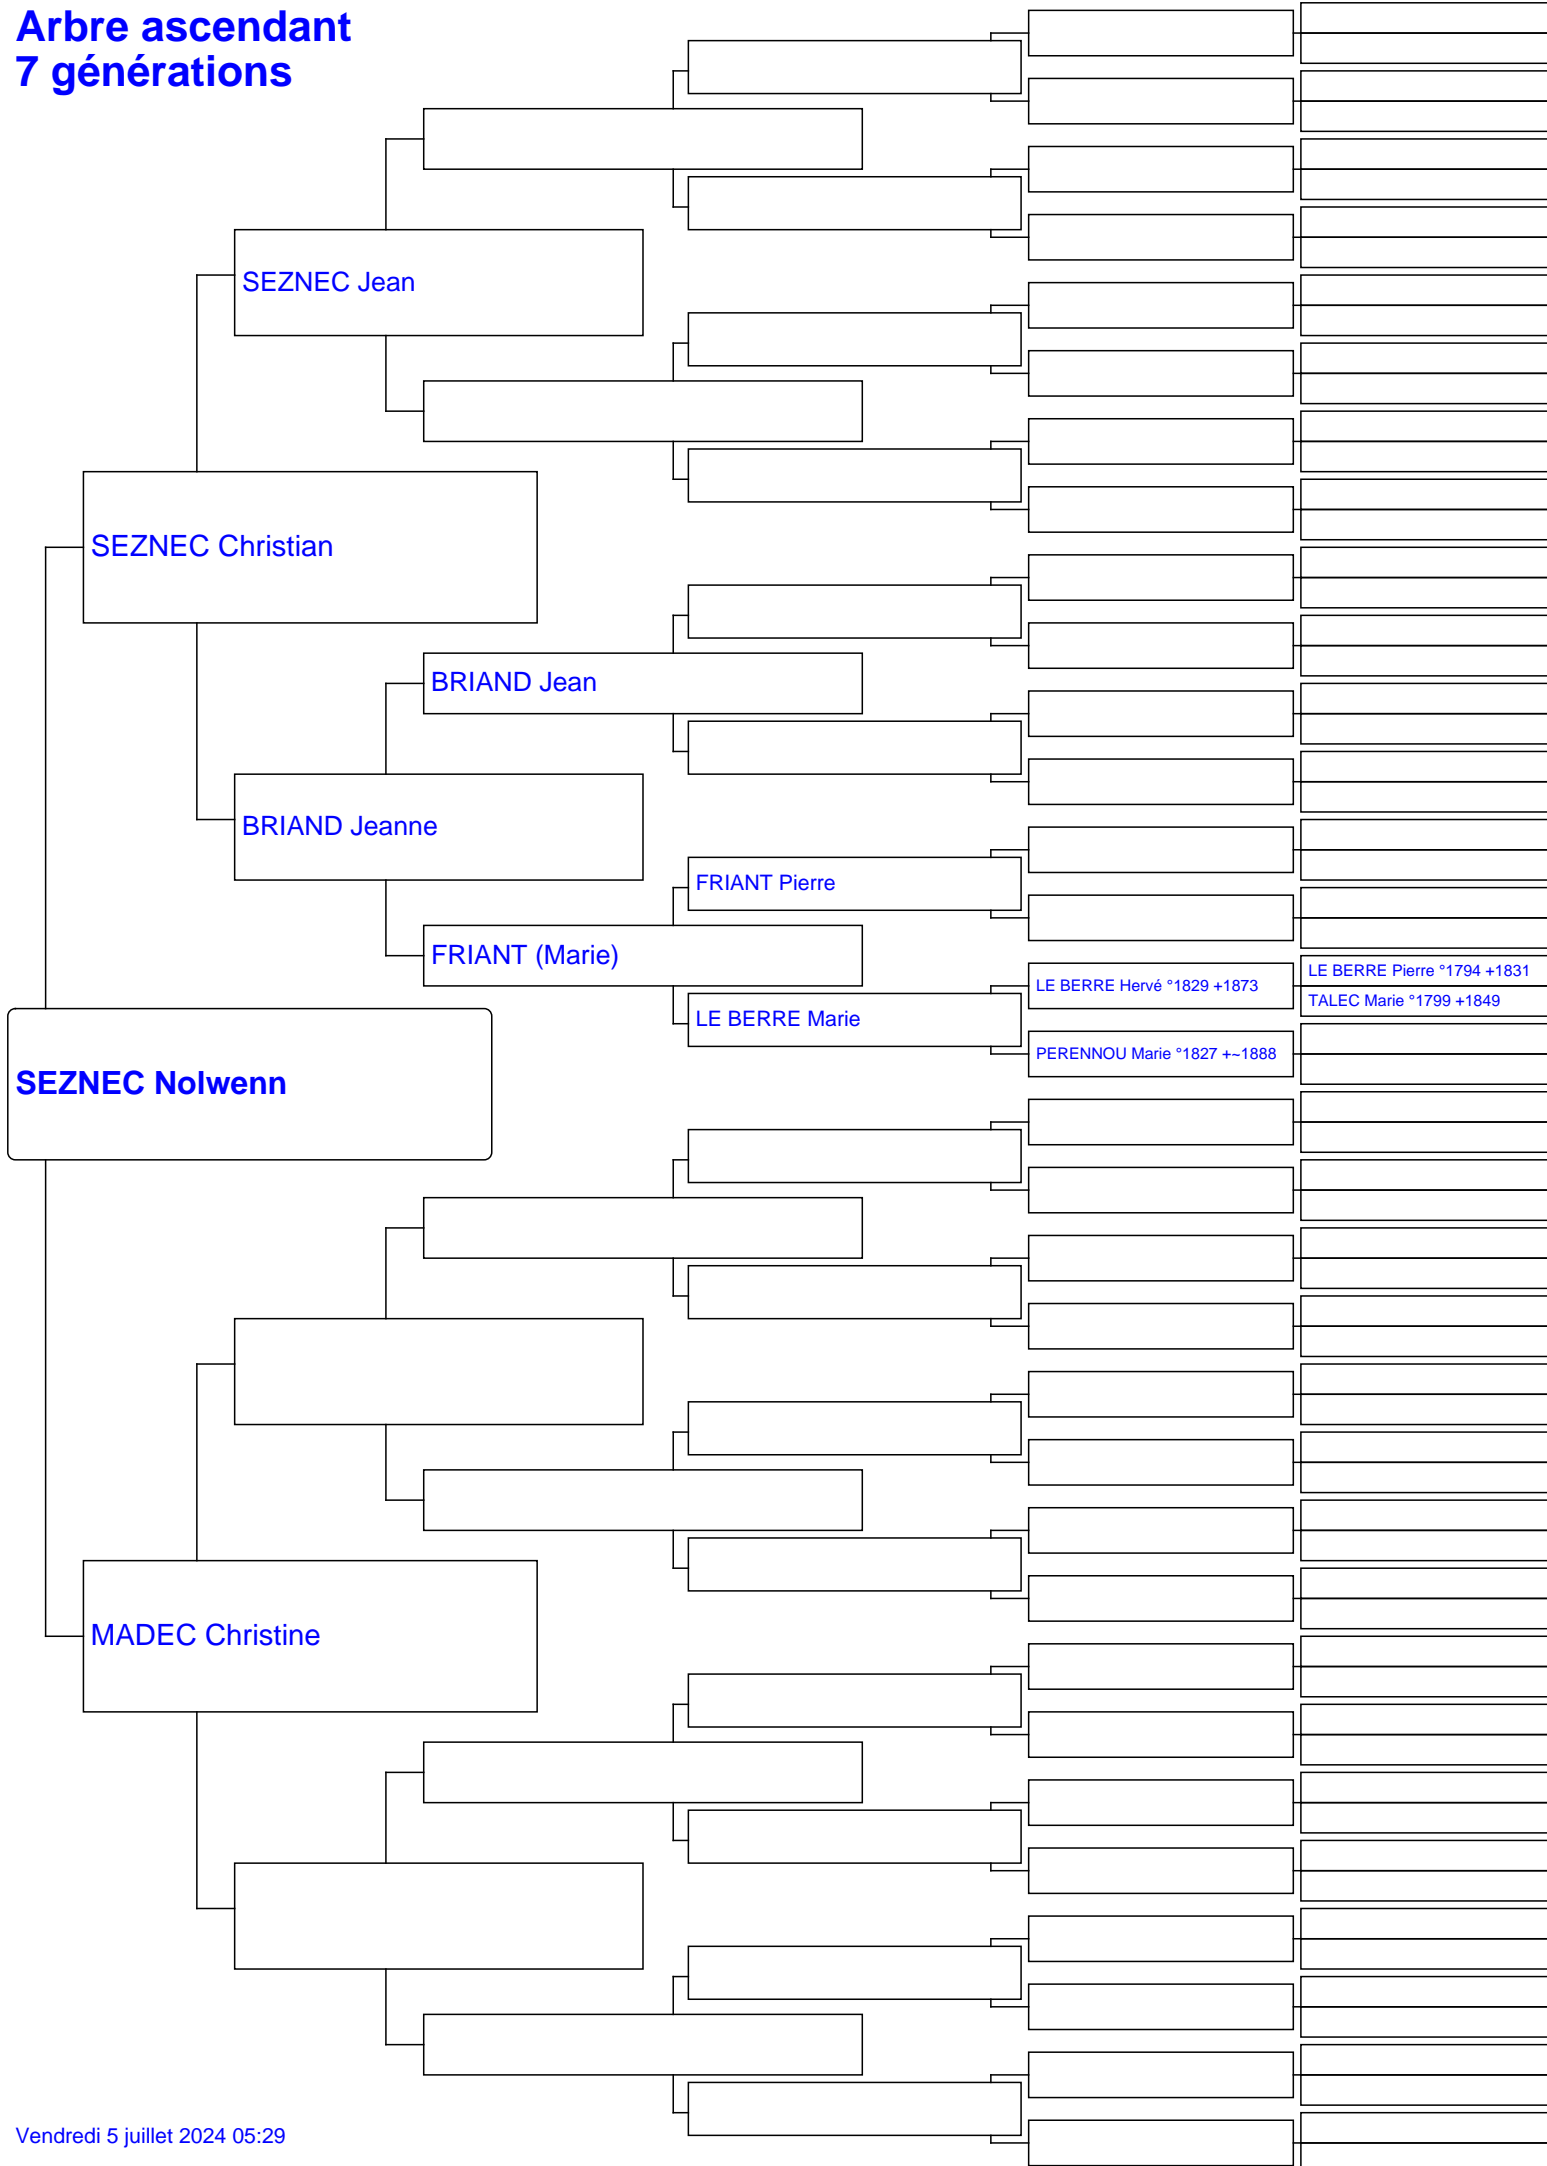 Arbre ascendant
7 générations
SEZNEC Jean
SEZNEC Christian
BRIAND Jean
BRIAND Jeanne
FRIANT Pierre
FRIANT (Marie)
LE BERRE Pierre °1794 +1831
LE BERRE Hervé °1829 +1873
TALEC Marie °1799 +1849
LE BERRE Marie
PERENNOU Marie °1827 +~1888
SEZNEC Nolwenn
MADEC Christine
Vendredi 5 juillet 2024 05:29